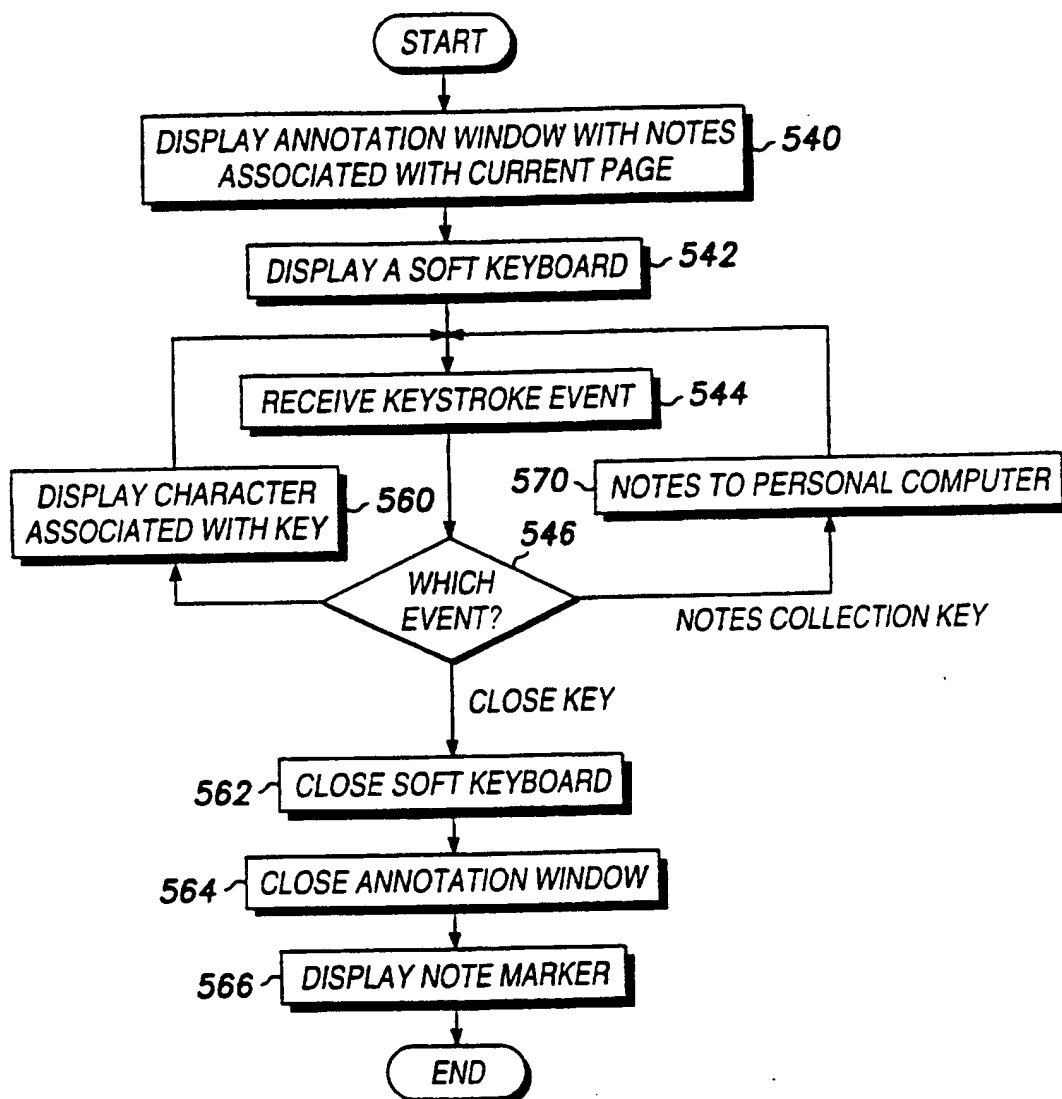 START
DISPLAY ANNOTATION WINDOW WITH NOTES
ASSOCIATED WITH CURRENT PAGE
540
DISPLAY A SOFT KEYBOARD
542
RECEIVE KEYSTROKE EVENT
544
DISPLAY CHARACTER
ASSOCIATED WITH KEY
560
570
NOTES TO PERSONAL COMPUTER
546
WHICH
EVENT?
NOTES COLLECTION KEY
CLOSE KEY
562
CLOSE SOFT KEYBOARD
564
CLOSE ANNOTATION WINDOW
566
DISPLAY NOTE MARKER
END